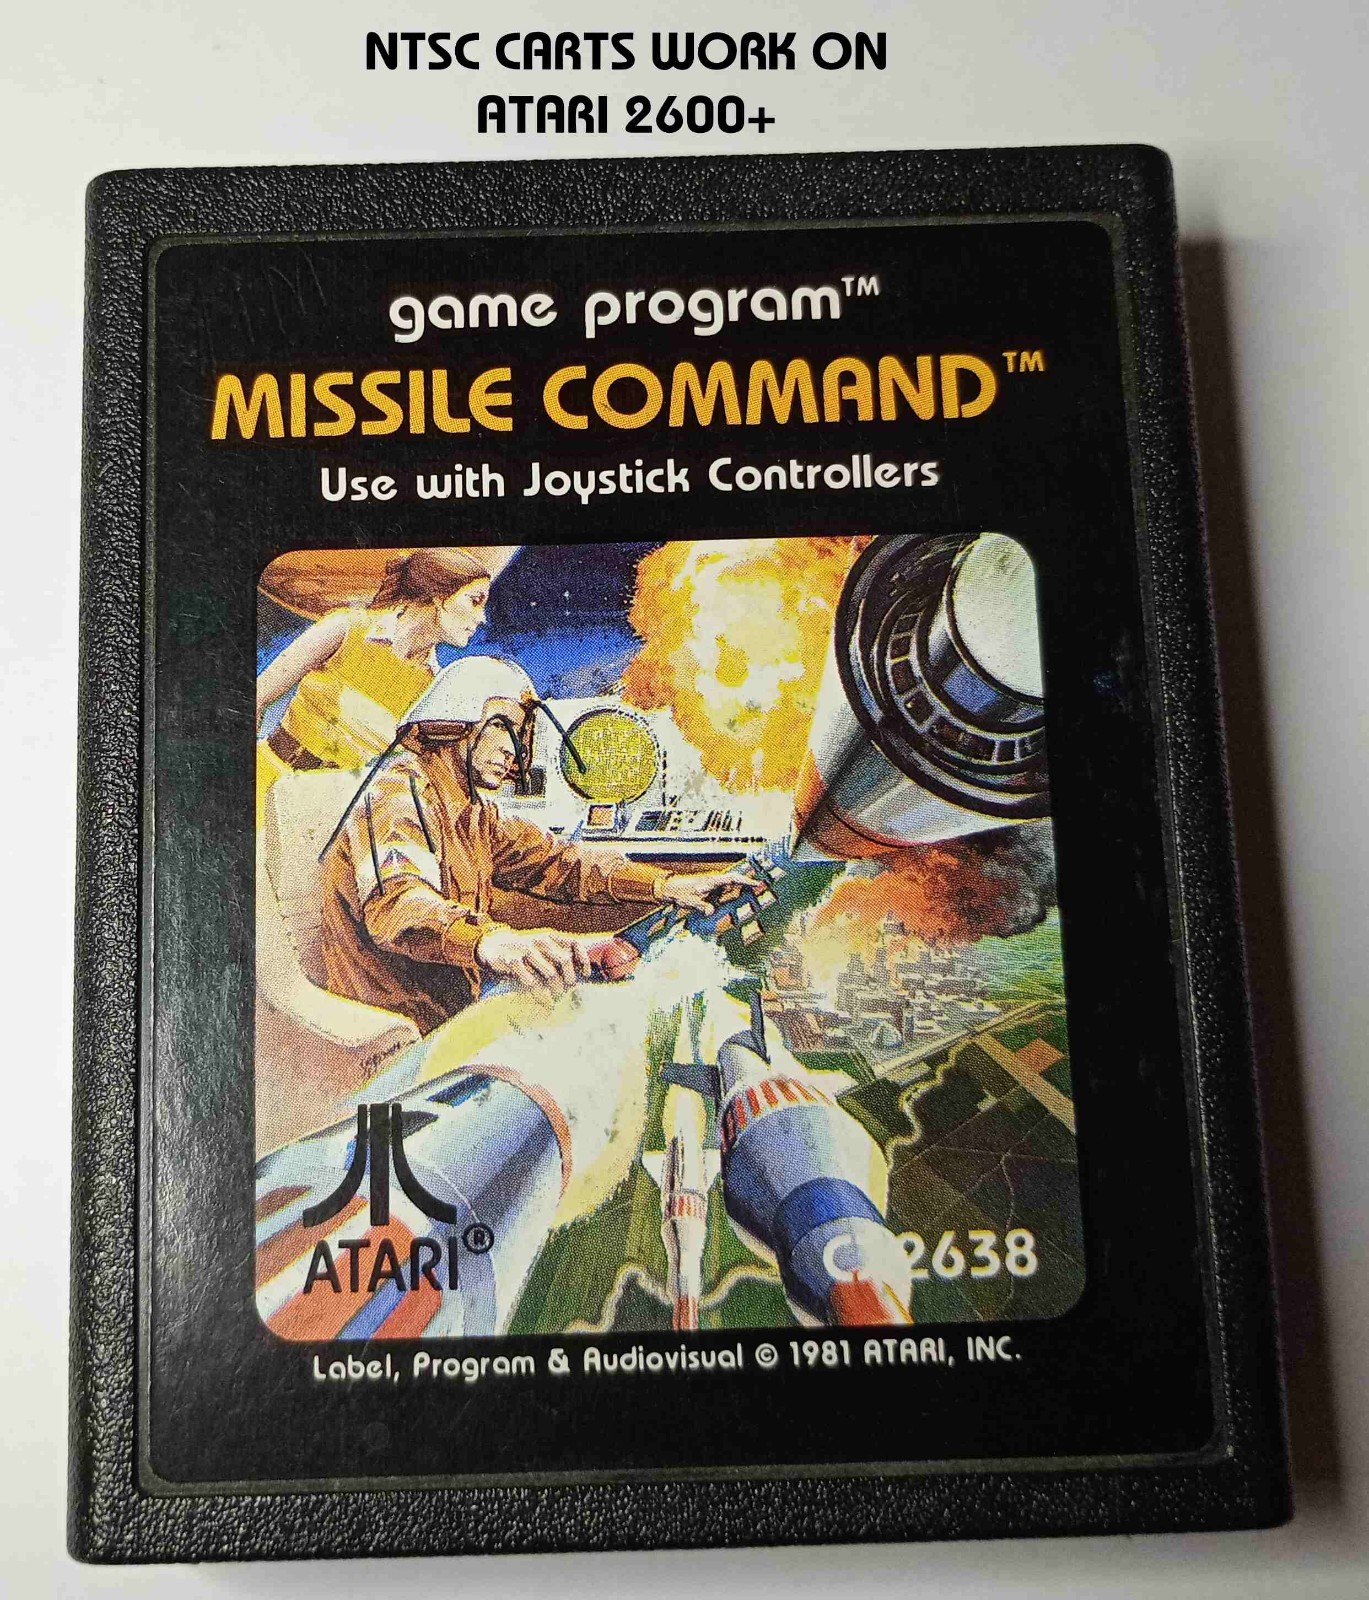 NTSC CARTS WORK ON
ATARI 2600+
game program™
MISSILE COMMAND™
Use with Joystick Controllers
ATARI®
2638
Label, Program & Audiovisual © 1981 ATARI, INC.